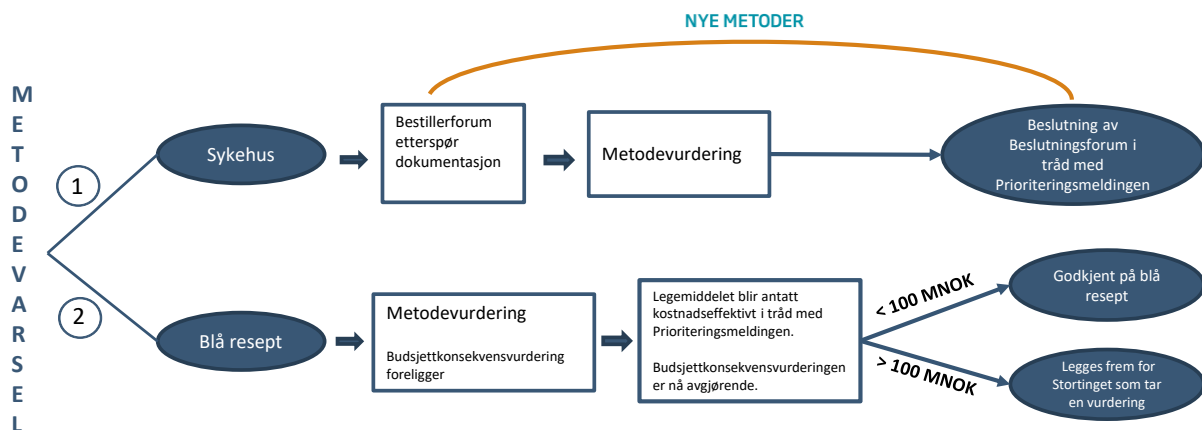 NYE METODER
METODEVARSEL
1
Sykehus
Bestillerforum
etterspør
dokumentasjon
Metodevurdering
Beslutning av
Beslutningsforum i
tråd med
Prioriteringsmeldingen
2
Blå resept
Metodevurdering
Budsjettkonsekvensvurdering
foreligger
Legemiddelet blir antatt
kostnadseffektivt i tråd med
Prioriteringsmeldingen.
Budsjettkonsekvensvurderingen
er nå avgjørende.
< 100 MNOK
Godkjent på blå
resept
> 100 MNOK
Legges frem for
Stortinget som tar
en vurdering